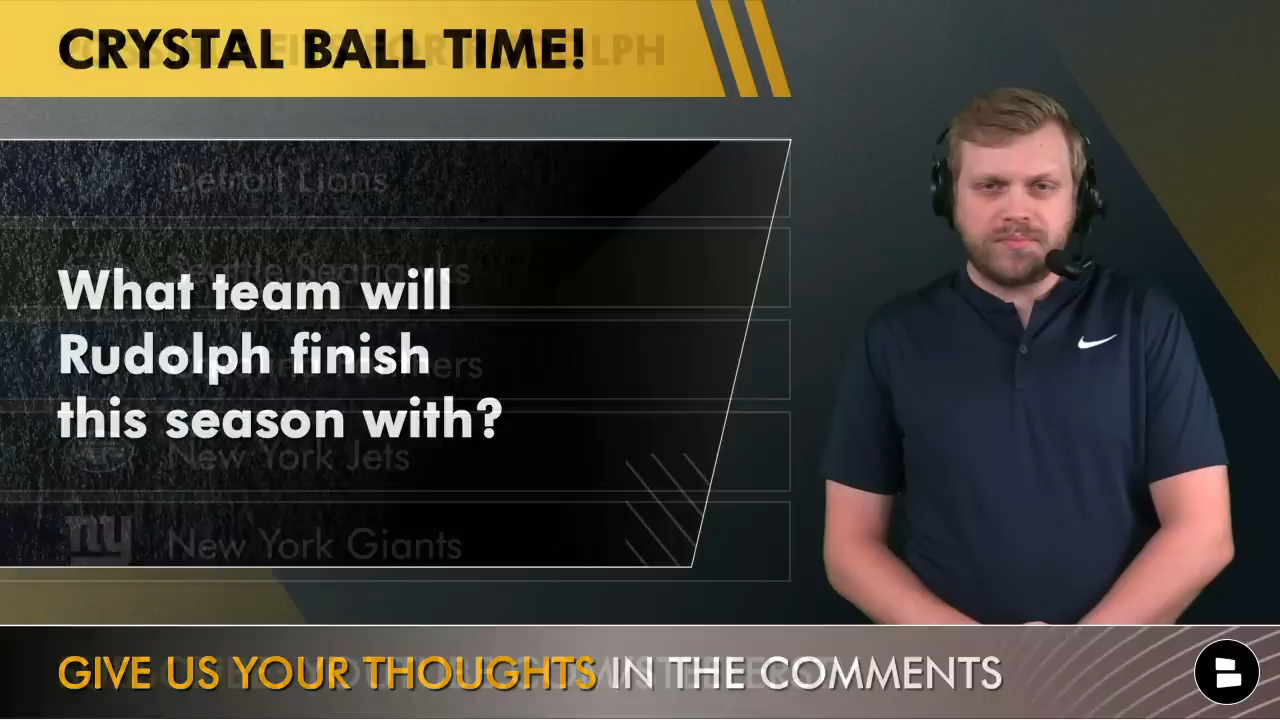 CRYSTAL BALL TIME!
Detroit Lions
Seattle Seahawks
What team will
Rudolph finish
this season with?
New York Jets
ny
New York Giants
GIVE US YOUR THOUGHTS IN THE COMMENTS